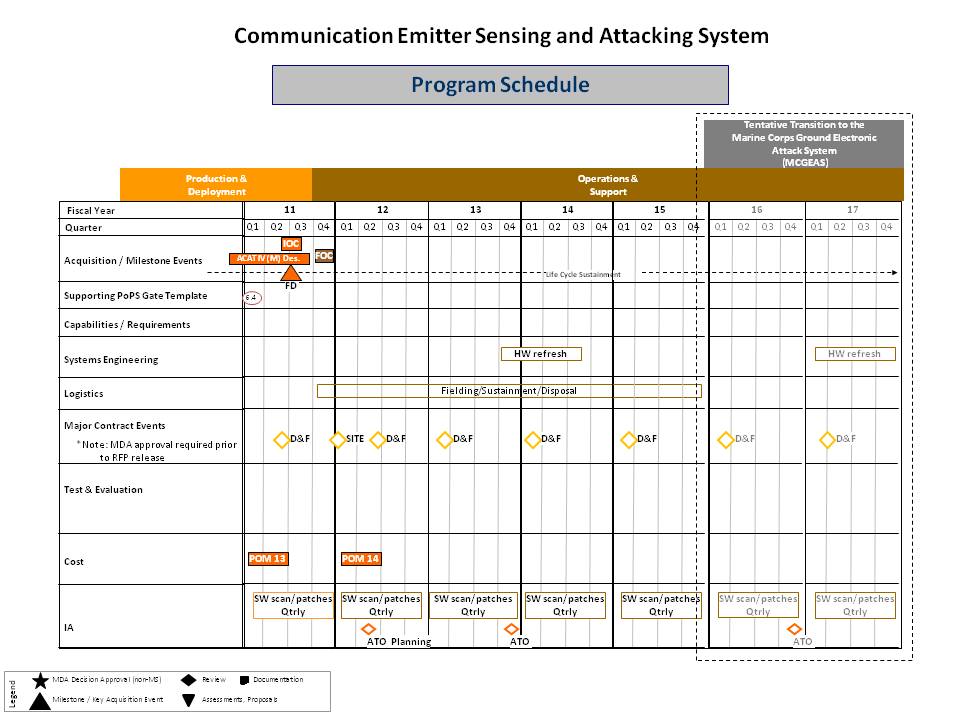 Communication Emitter Sensing and Attacking System
Program Schedule
Tentative Transition to the
Marine Corps Ground Electronic
Attack System
(MCGEAS)
Production &
Deployment
Operations &
Support
Fiscal Year 11 12 13 14 15 16 17
Quarter Q1 Q2 Q3 Q4 Q1 Q2 Q3 Q4 Q1 Q2 Q3 Q4 Q1 Q2 Q3 Q4 Q1 Q2 Q3 Q4 Q1 Q2 Q3 Q4 Q1 Q2 Q3 Q4
IOC
Acquisition / Milestone Events ACAT IV (M) Des. FOC
Life Cycle Sustainment
FD
Supporting PoPS Gate Template 6.4
Capabilities / Requirements
Systems Engineering HW refresh HW refresh
Logistics Fielding/Sustainment/Disposal
Major Contract Events
*Note: MDA approval required prior
to RFP release
D&F SITE D&F D&F D&F D&F D&F D&F
Test & Evaluation
Cost POM 13 POM 14
SW scan/patches SW scan/patches SW scan/patches SW scan/patches SW scan/patches SW scan/patches SW scan/patches
Qtrly Qtrly Qtrly Qtrly Qtrly Qtrly Qtrly
IA
ATO Planning ATO ATO
Legend
MDA Decision Approval (non-MS) Review Documentation
Milestone / Key Acquisition Event Assessments, Proposals